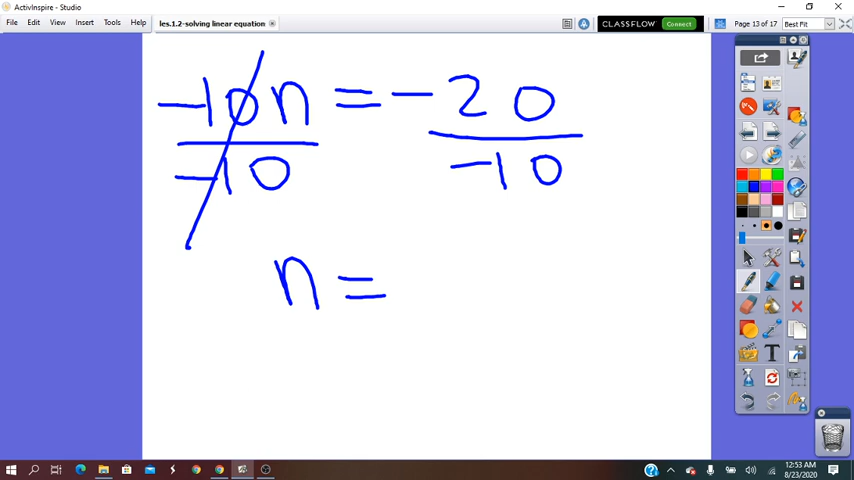 ActivInspire - Studio
File Edit View Insert Tools Help
les.1.2-solving linear equation
CLASSFLOW Connect
Page 13 of 17
Best Fit
-10n = -20
-10 -10
n =
T
12:53 AM
8/23/2020